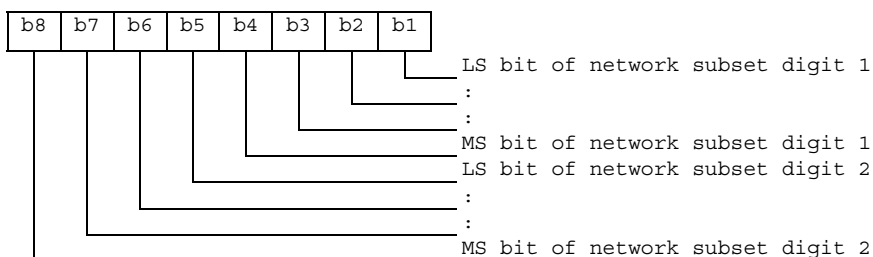 b8 b7 b6 b5 b4 b3 b2 b1
LS bit of network subset digit 1
:
:
MS bit of network subset digit 1
LS bit of network subset digit 2
:
:
MS bit of network subset digit 2